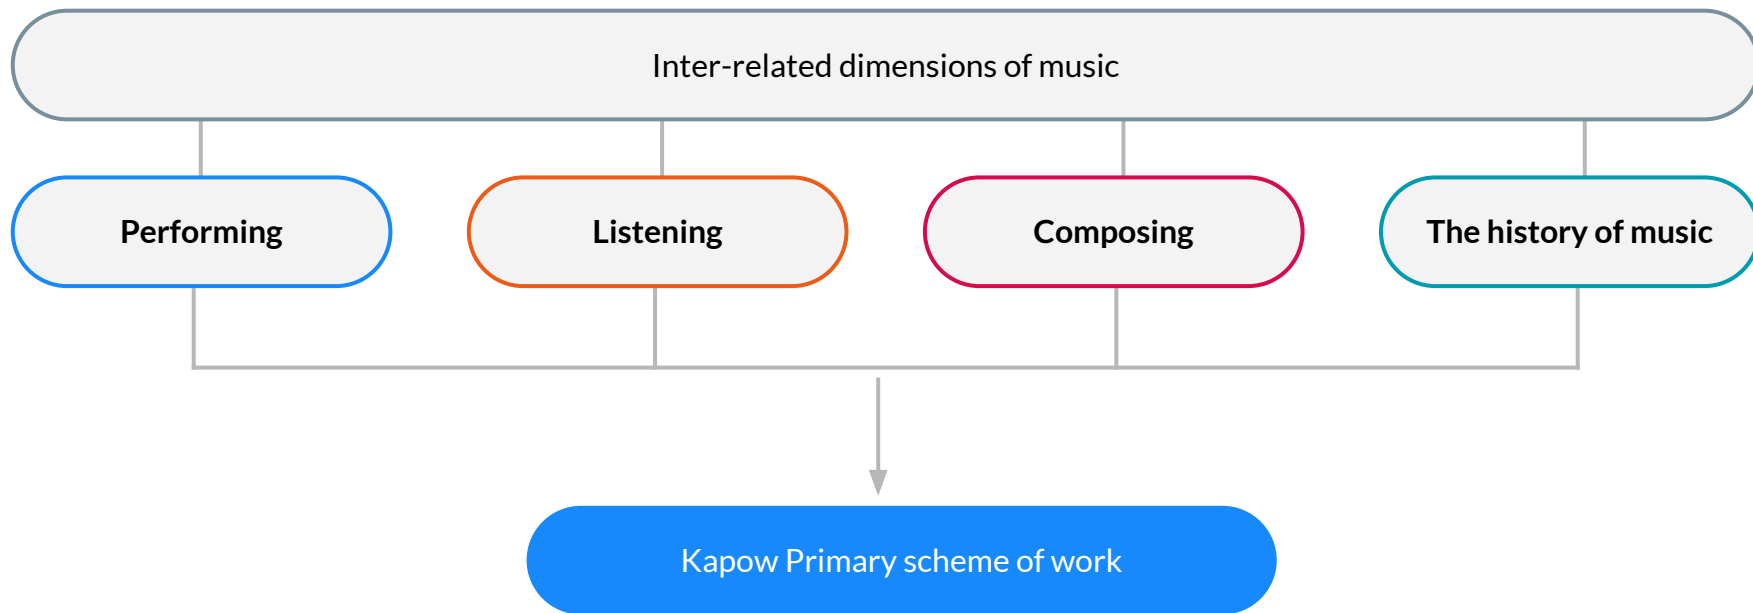 Inter-related dimensions of music
Performing
Listening
Composing
The history of music
Kapow Primary scheme of work